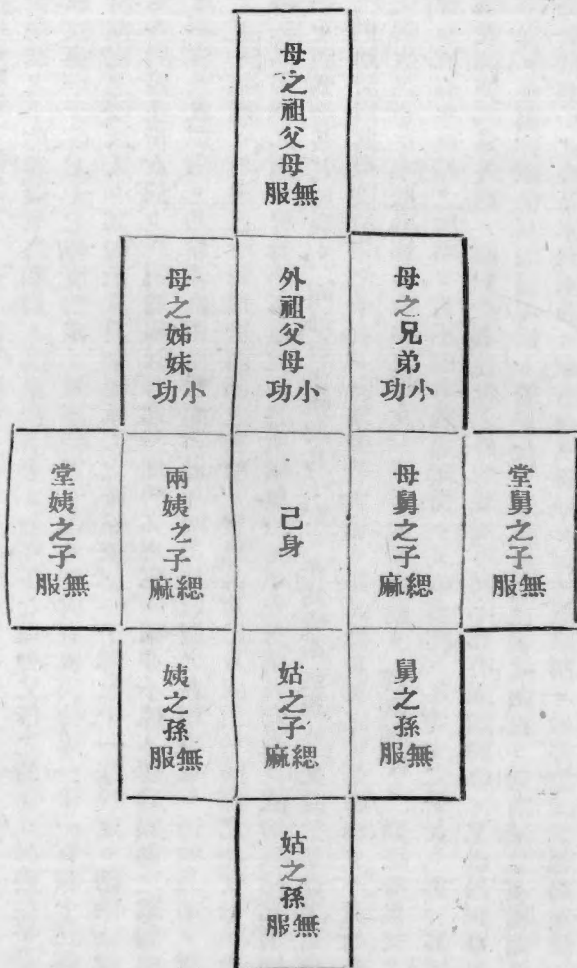 母之祖父母無服
母之兄弟小功
外祖父母小功
母之姊妹小功
堂舅之子無服
母舅之子緦麻
己身
兩姨之子緦麻
堂姨之子無服
舅之孫無服
姑之子緦麻
姨之孫無服
姑之孫無服